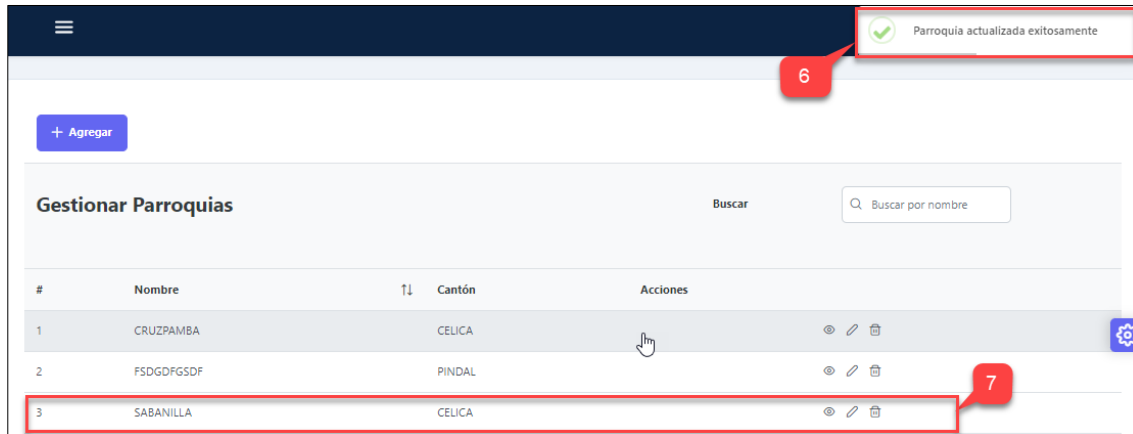 Parroquia actualizada exitosamente
6
+ Agregar
Gestionar Parroquias
Buscar
Buscar por nombre
# Nombre Cantón Acciones
1 CRUZPAMBA CELICA
2 FSDGDFGSDF PINDAL
7
3 SABANILLA CELICA